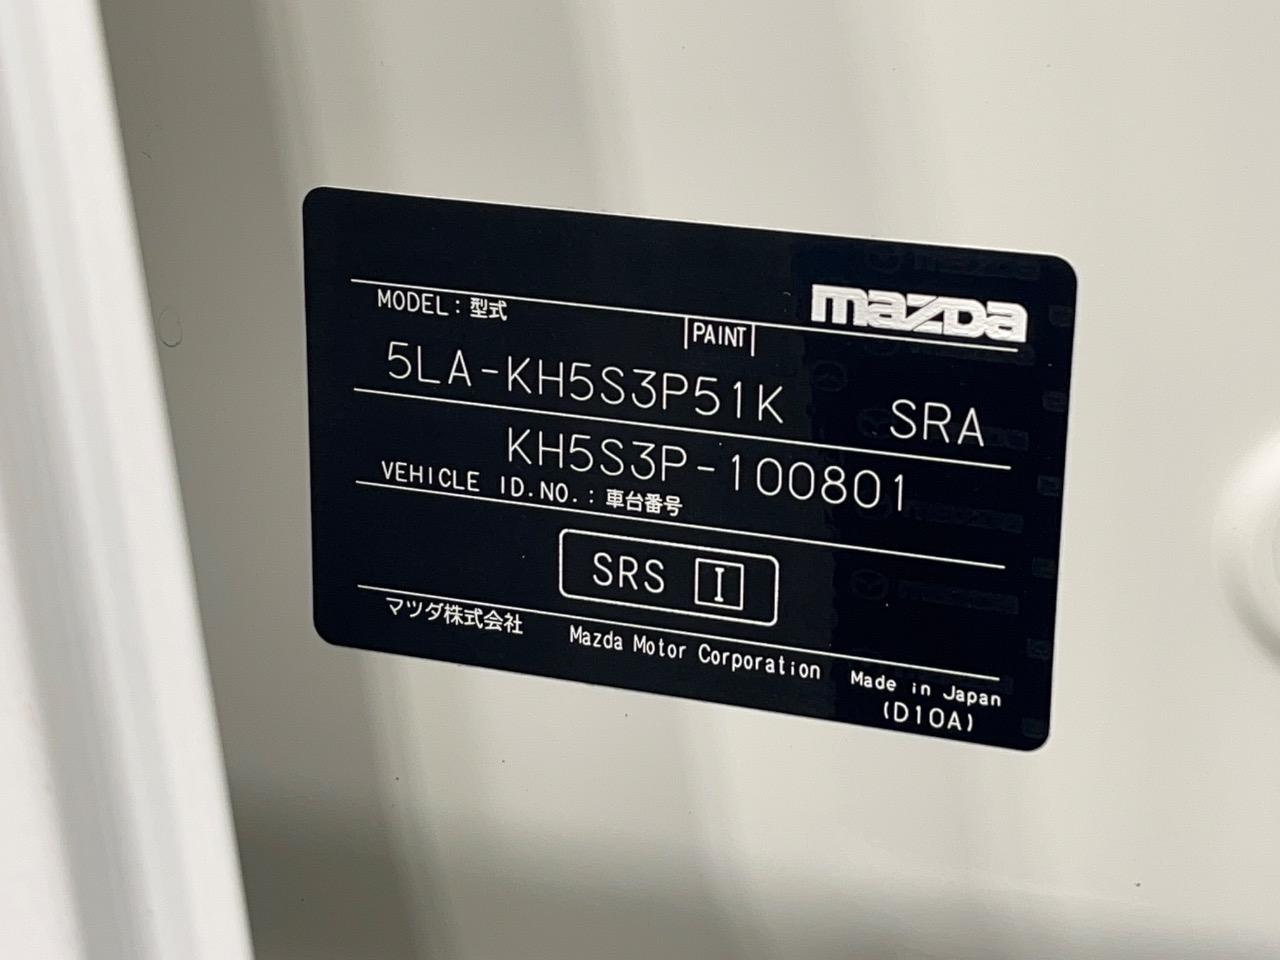 mazda
MODEL：型式
PAINT
5LA-KH5S3P51K SRA
KH5S3P-100801
VEHICLE ID.NO.：車台番号
SRS I
マツダ株式会社 Mazda Motor Corporation Made in Japan
(D10A)